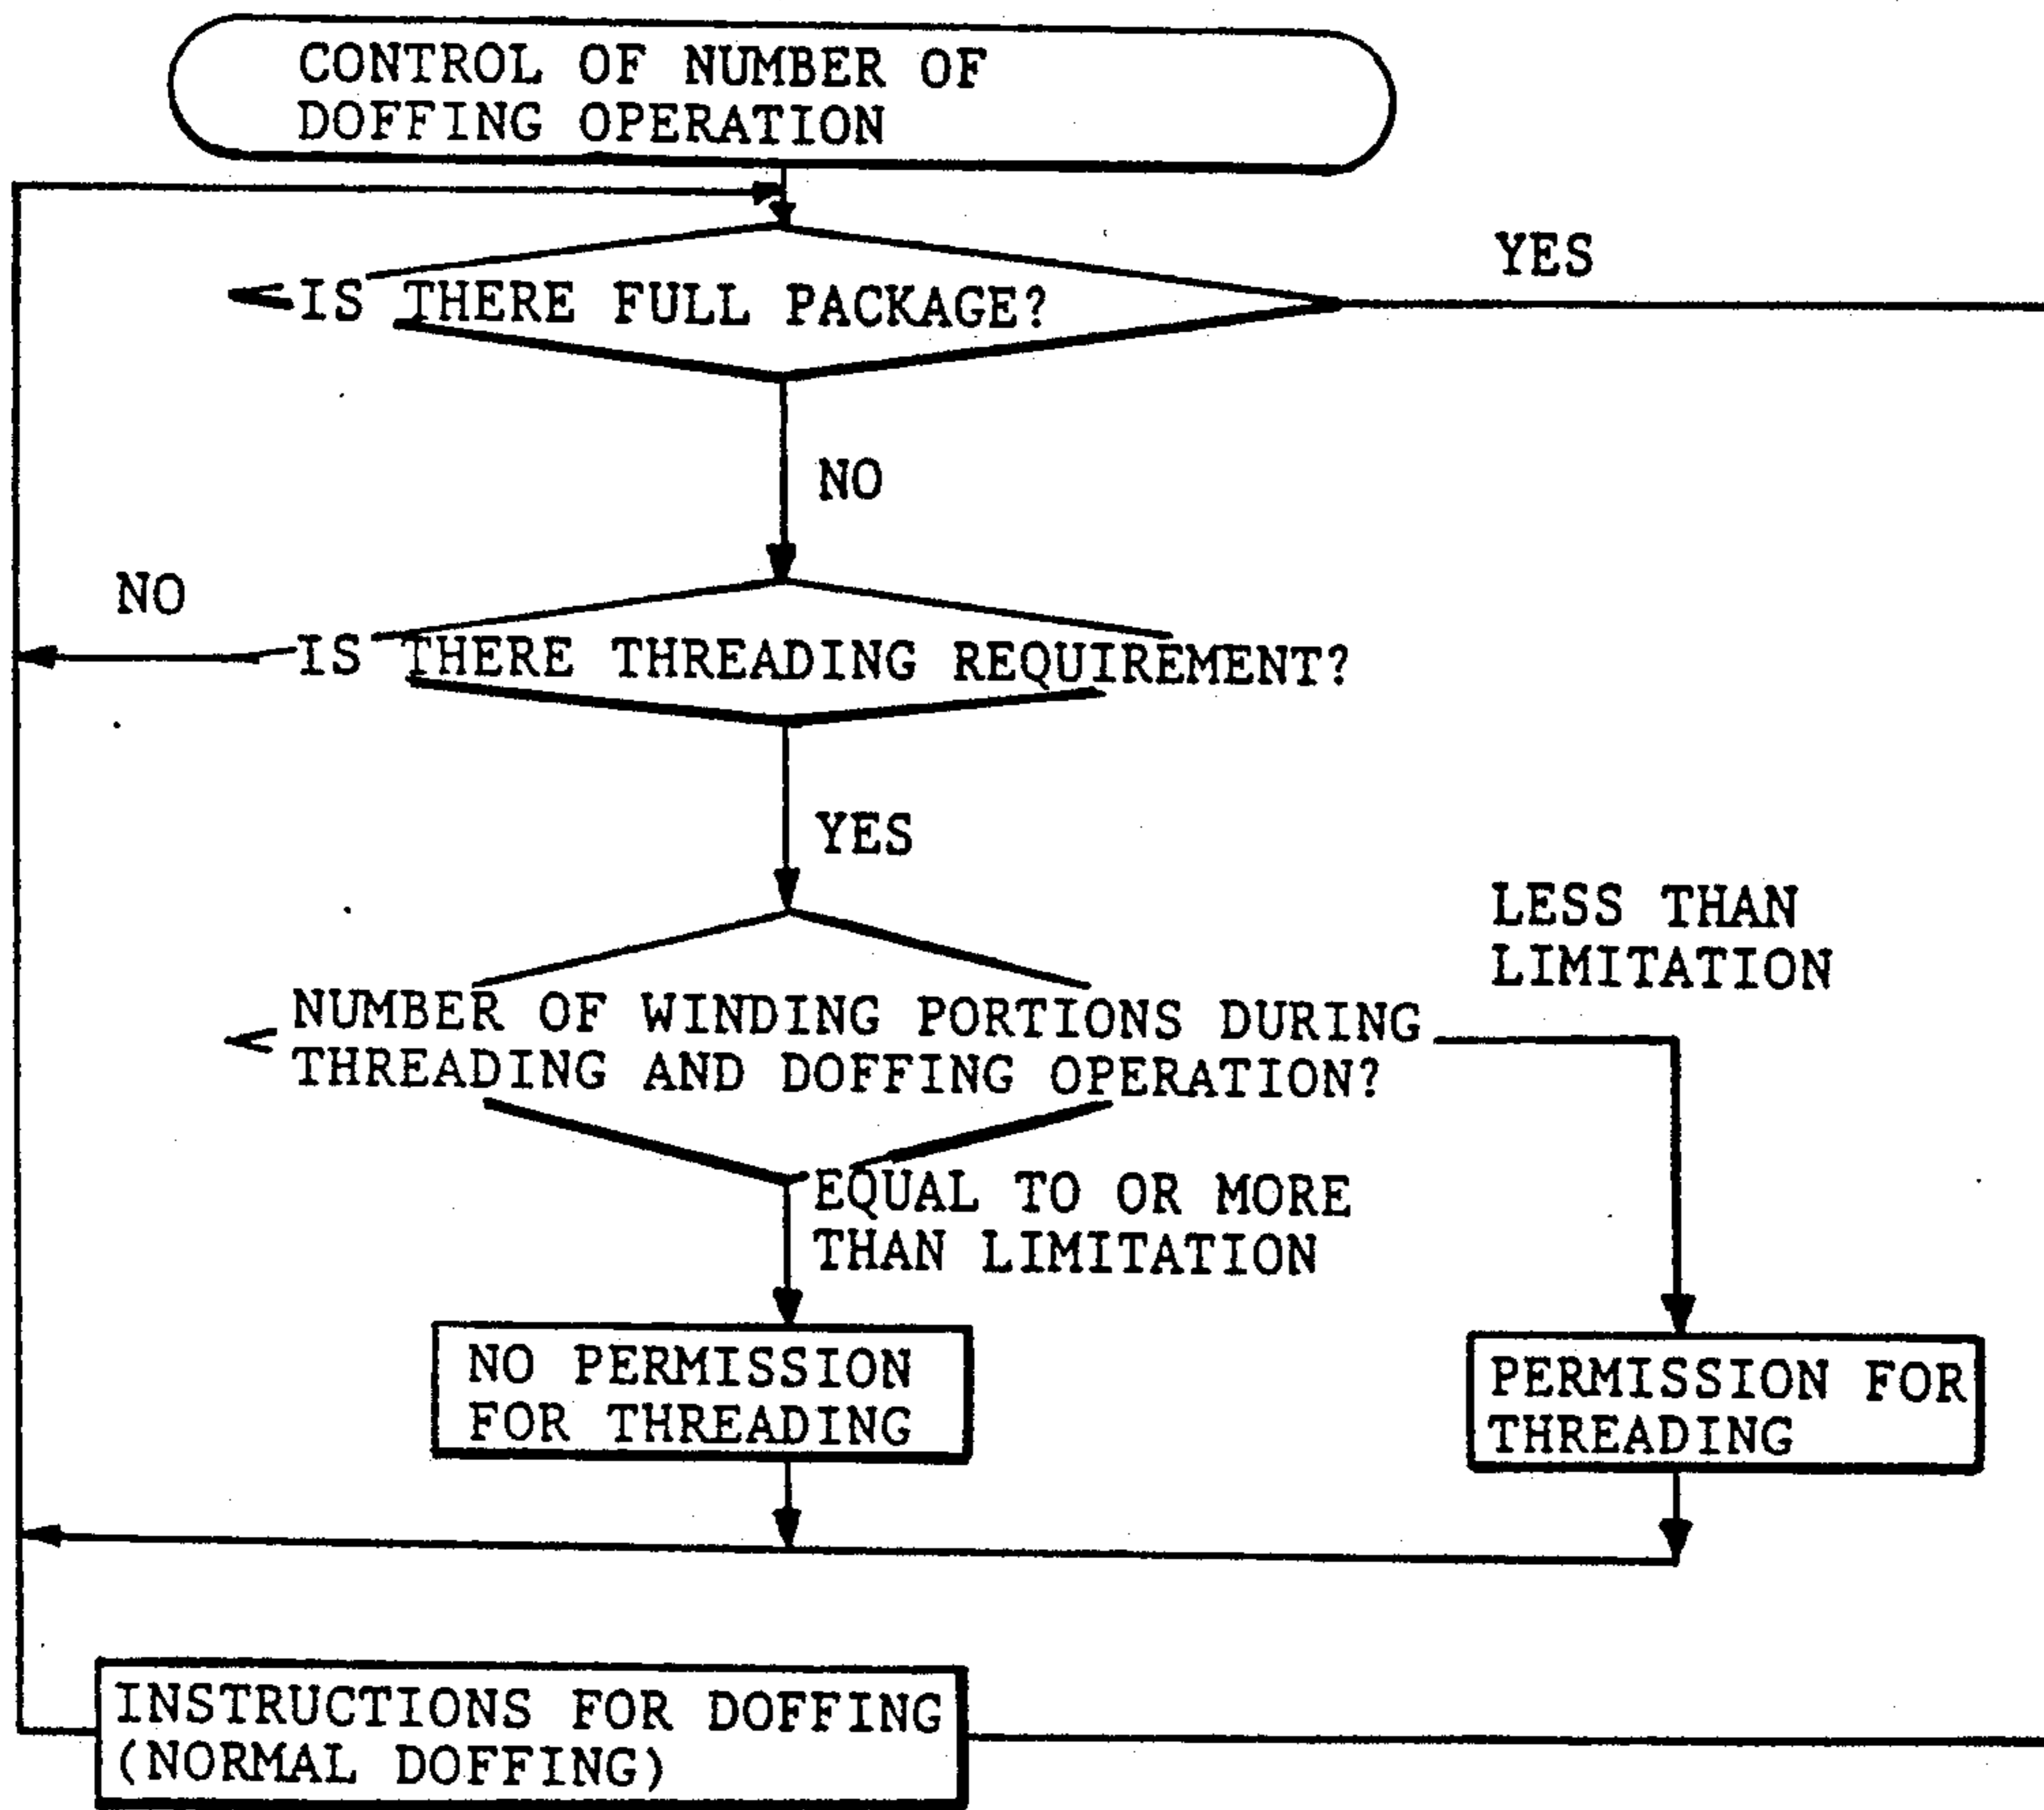 CONTROL OF NUMBER OF
DOFFING OPERATION
YES
IS THERE FULL PACKAGE?
NO
NO
IS THERE THREADING REQUIREMENT?
YES
LESS THAN
LIMITATION
NUMBER OF WINDING PORTIONS DURING
THREADING AND DOFFING OPERATION?
EQUAL TO OR MORE
THAN LIMITATION
NO PERMISSION
FOR THREADING
PERMISSION FOR
THREADING
INSTRUCTIONS FOR DOFFING
(NORMAL DOFFING)